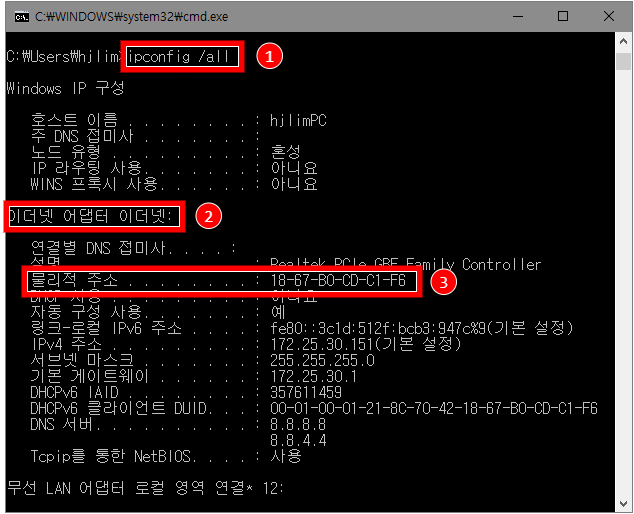 C:₩WINDOWS₩system32₩cmd.exe
C:₩Users₩hjlim>ipconfig /all
1
Windows IP 구성
호스트 이름 . . . . . . . . : hjlimPC
주 DNS 접미사 . . . . . . . :
노드 유형 . . . . . . . . . : 혼성
IP 라우팅 사용. . . . . . . : 아니요
WINS 프록시 사용. . . . . . : 아니요
이더넷 어댑터 이더넷:
2
연결별 DNS 접미사. . . . :
설명. . . . . . . . . . . . : Realtek PCIe GBE Family Controller
물리적 주소 . . . . . . . . : 18-67-B0-CD-C1-F6
3
DHCP 사용 . . . . . . . . . : 아니요
자동 구성 사용. . . . . . . : 예
링크-로컬 IPv6 주소 . . . . : fe80::3c1d:512f:bcb3:947c%9(기본 설정)
IPv4 주소 . . . . . . . . . : 172.25.30.151(기본 설정)
서브넷 마스크 . . . . . . . : 255.255.255.0
기본 게이트웨이 . . . . . . : 172.25.30.1
DHCPv6 IAID . . . . . . . . : 357611459
DHCPv6 클라이언트 DUID. . . : 00-01-00-01-21-8C-70-42-18-67-B0-CD-C1-F6
DNS 서버. . . . . . . . . . : 8.8.8.8
8.8.4.4
Tcpip를 통한 NetBIOS. . . . : 사용
무선 LAN 어댑터 로컬 영역 연결* 12: